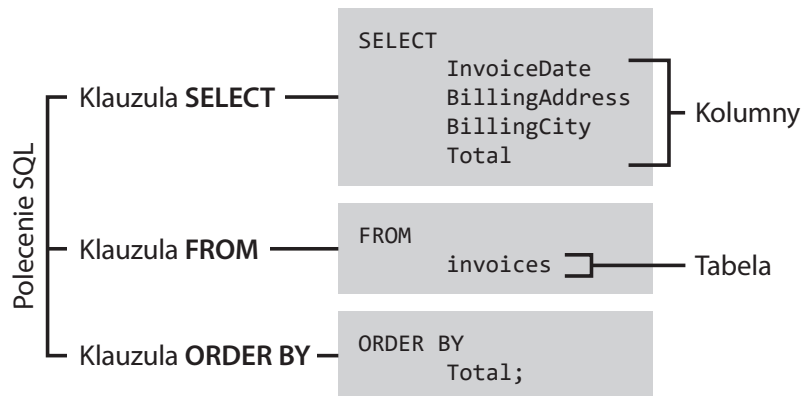 Polecenie SQL
Klauzula SELECT
SELECT
InvoiceDate
BillingAddress
BillingCity
Total
Kolumny
Klauzula FROM
FROM
invoices
Tabela
Klauzula ORDER BY
ORDER BY
Total;